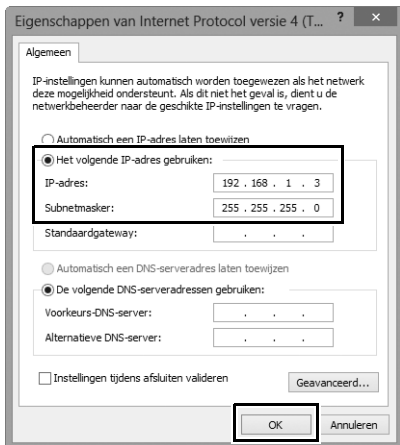 Eigenschappen van Internet Protocol versie 4 (T... ? ×
Algemeen
IP-instellingen kunnen automatisch worden toegewezen als het netwerk
deze mogelijkheid ondersteunt. Als dit niet het geval is, dient u de
netwerkbeheerder naar de geschikte IP-instellingen te vragen.
Automatisch een IP-adres laten toewijzen
Het volgende IP-adres gebruiken:
IP-adres: 192 . 168 . 1 . 3
Subnetmasker: 255 . 255 . 255 . 0
Standaardgateway: . . .
Automatisch een DNS-serveradres laten toewijzen
De volgende DNS-serveradressen gebruiken:
Voorkeurs-DNS-server: . . .
Alternatieve DNS-server: . . .
Instellingen tijdens afsluiten valideren
Geavanceerd...
OK Annuleren